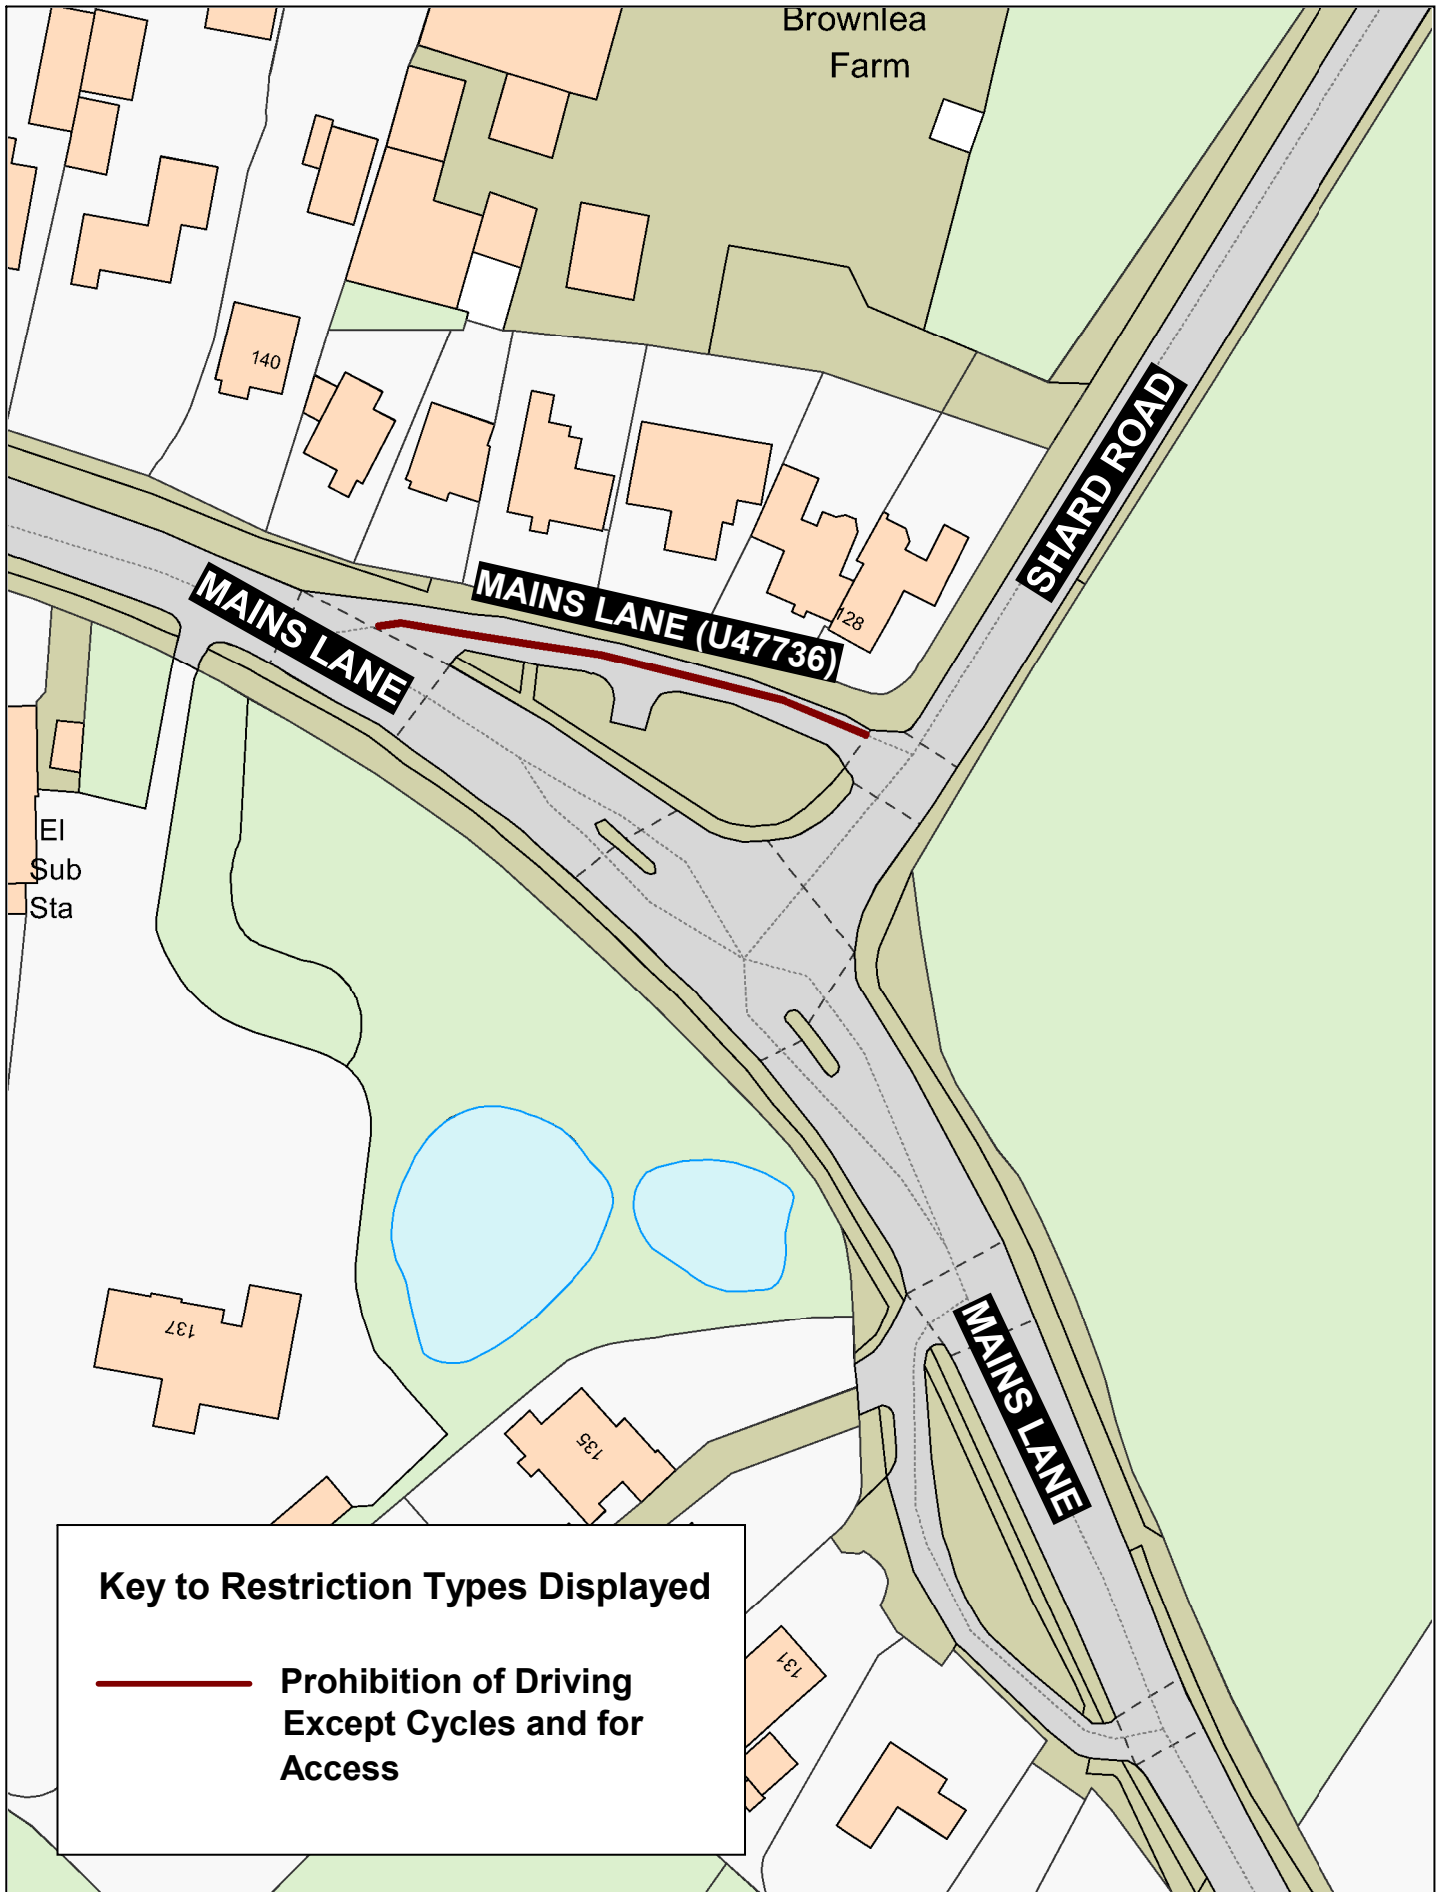 Brownlea
Farm
140
SHARD ROAD
MAINS LANE (U47736)
MAINS LANE
128
El
Sub
Sta
137
MAINS LANE
135
131
Key to Restriction Types Displayed
Prohibition of Driving
Except Cycles and for
Access